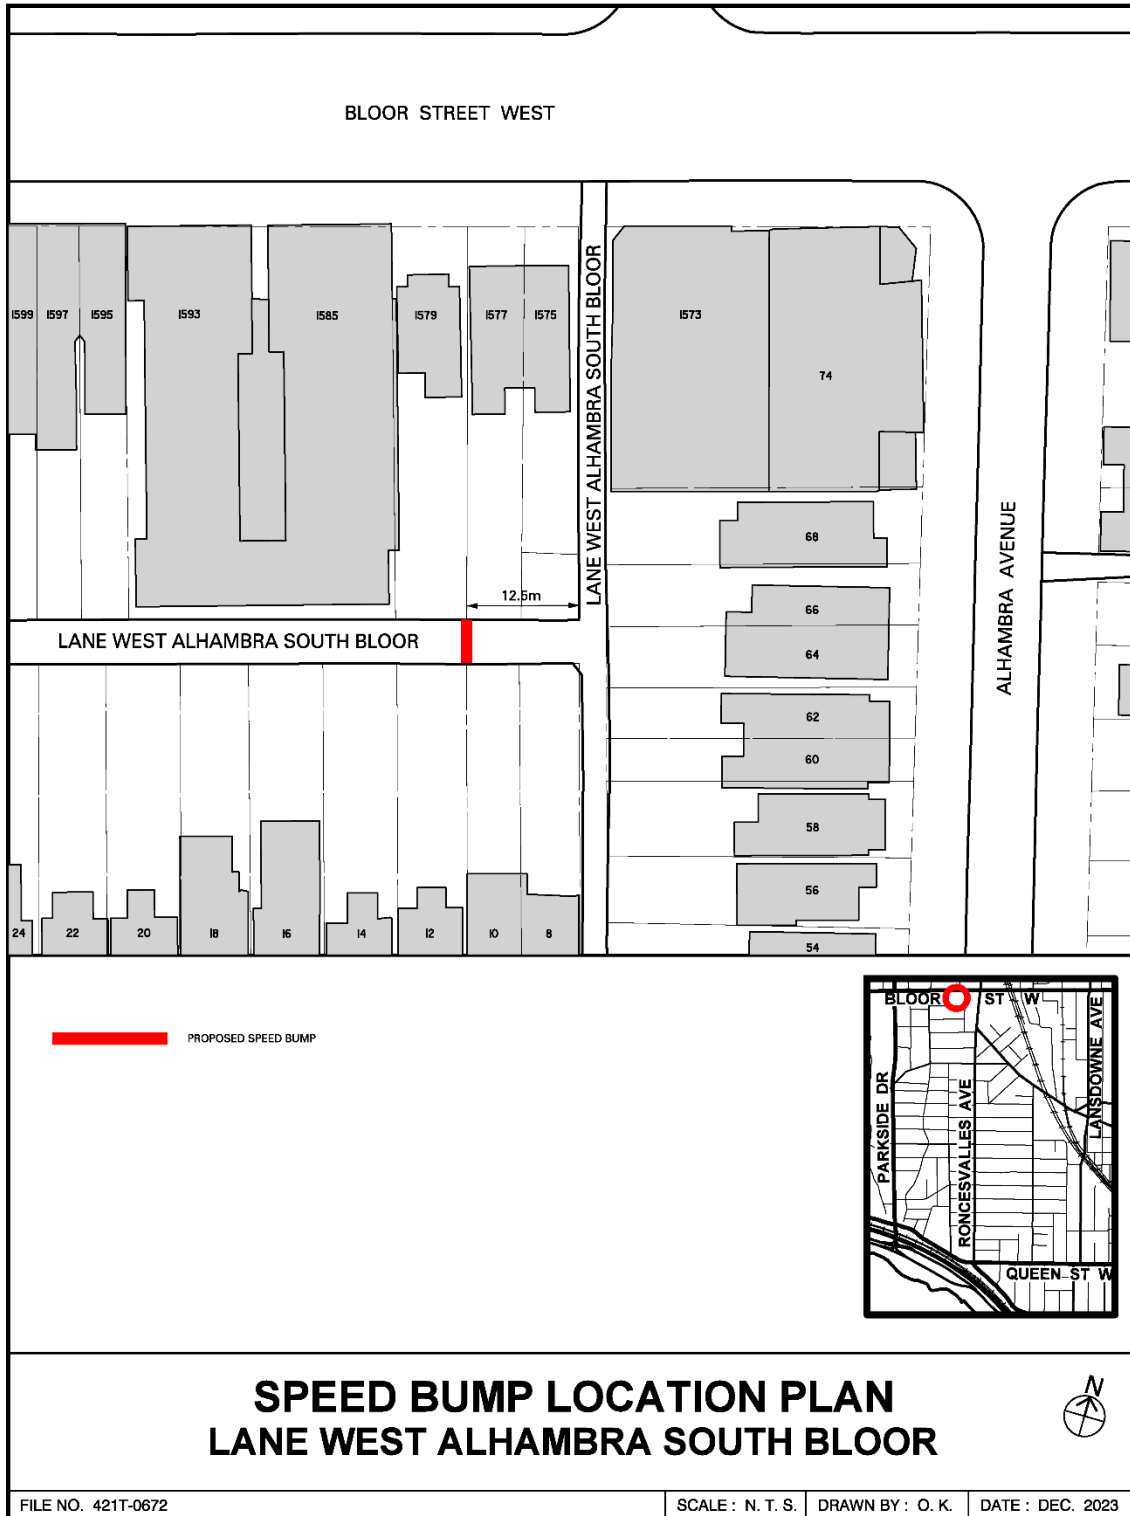 BLOOR STREET WEST
1599 1597 1595 1593 1585 1579 1577 1575 1573
74
LANE WEST ALHAMBRA SOUTH BLOOR
68
ALHAMBRA AVENUE
12.5m
66
LANE WEST ALHAMBRA SOUTH BLOOR
64
62
60
58
56
24 22 20 18 16 14 12 10 8 54
PROPOSED SPEED BUMP
BLOOR ST W
LANSDOWNE AVE
PARKSIDE DR
RONCESVALLES AVE
QUEEN ST W
SPEED BUMP LOCATION PLAN
LANE WEST ALHAMBRA SOUTH BLOOR
N
FILE NO. 421T-0672 SCALE : N. T. S. DRAWN BY : O. K. DATE : DEC. 2023